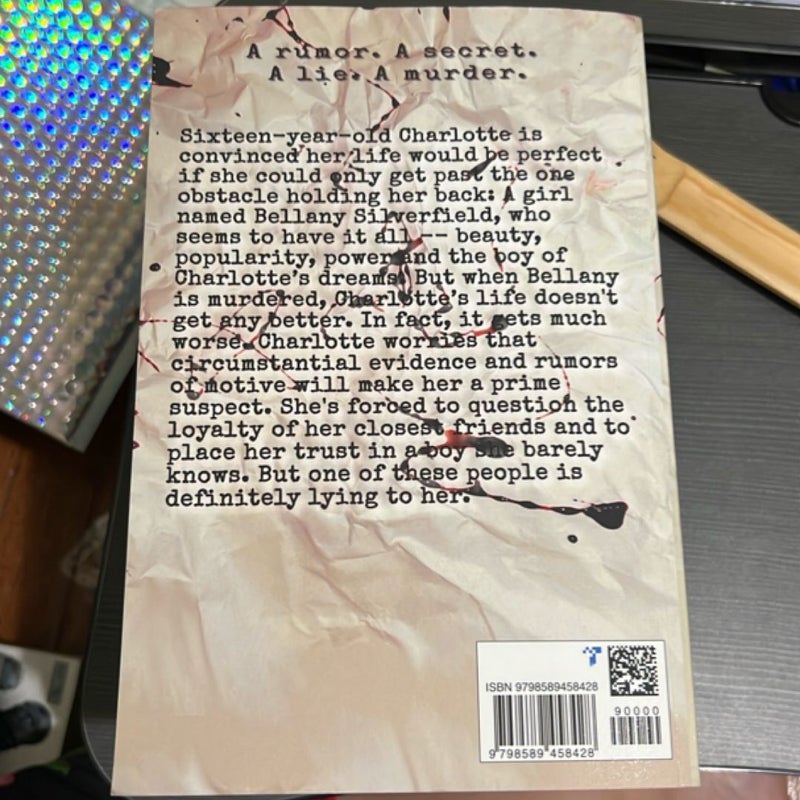 A rumor. A secret.
A lie. A murder.
Sixteen-year-old Charlotte is
convinced her life would be perfect
if she could only get past the one
obstacle holding her back: A girl
named Bellany Silverfield, who
seems to have it all -- beauty,
popularity, power and the boy of
Charlotte's dreams. But when Bellany
is murdered, Charlotte's life doesn't
get any better. In fact, it gets much
worse. Charlotte worries that
circumstantial evidence and rumors
of motive will make her a prime
suspect. She's forced to question the
loyalty of her closest friends and to
place her trust in a boy she barely
knows. But one of these people is
definitely lying to her.
ISBN 9798589458428
90000
9 798589 458428